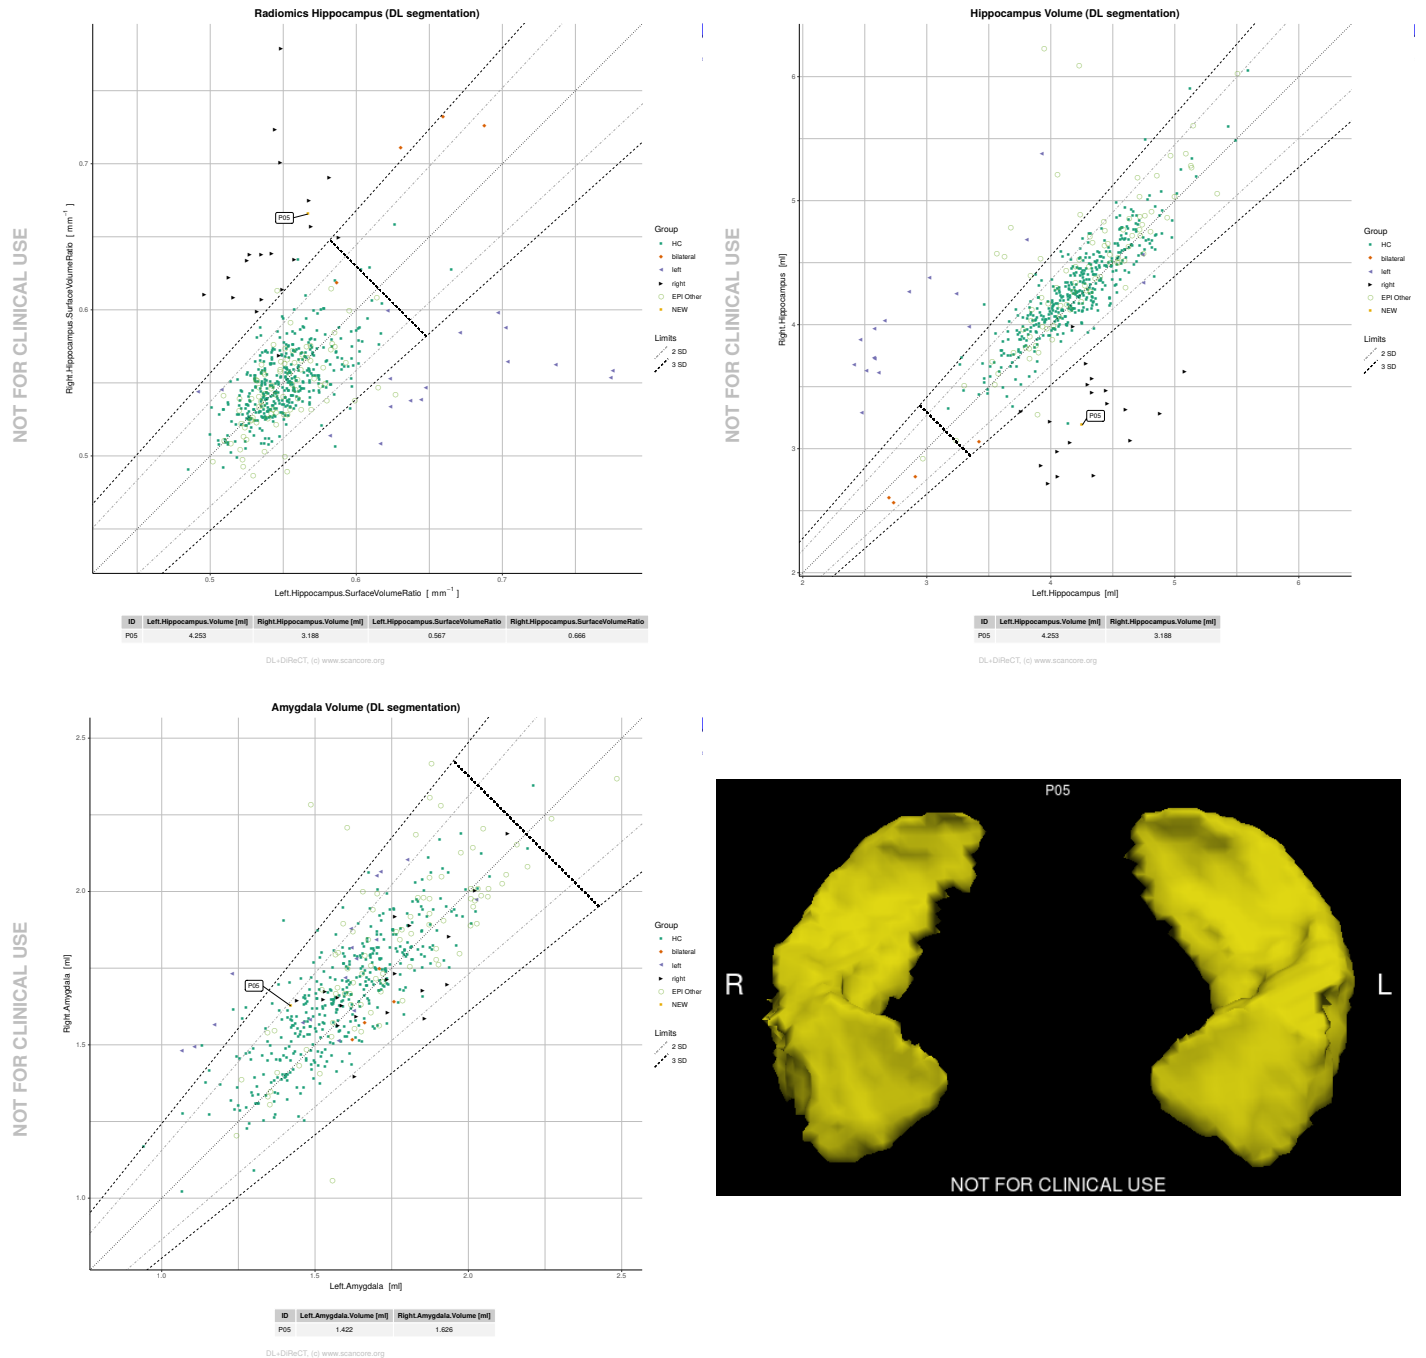 Radiomics Hippocampus (DL segmentation)
NOT FOR CLINICAL USE
Right.Hippocampus.SurfaceVolumeRatio [ mm⁻¹ ]
0.7
0.6
0.5
P05
0.5 0.6 0.7
Left.Hippocampus.SurfaceVolumeRatio [ mm⁻¹ ]
Group
HC
bilateral
left
right
EPI Other
NEW
Limits
2 SD
3 SD
ID Left.Hippocampus.Volume [ml] Right.Hippocampus.Volume [ml] Left.Hippocampus.SurfaceVolumeRatio Right.Hippocampus.SurfaceVolumeRatio
P05 4.253 3.188 0.567 0.666
DL+DiReCT, (c) www.scancore.org
Hippocampus Volume (DL segmentation)
NOT FOR CLINICAL USE
Right.Hippocampus [ml]
6
5
4
3
2
P05
2 3 4 5 6
Left.Hippocampus [ml]
Group
HC
bilateral
left
right
EPI Other
NEW
Limits
2 SD
3 SD
ID Left.Hippocampus.Volume [ml] Right.Hippocampus.Volume [ml]
P05 4.253 3.188
DL+DiReCT, (c) www.scancore.org
Amygdala Volume (DL segmentation)
NOT FOR CLINICAL USE
Right.Amygdala [ml]
2.5
2.0
1.5
1.0
P05
1.0 1.5 2.0 2.5
Left.Amygdala [ml]
Group
HC
bilateral
left
right
EPI Other
NEW
Limits
2 SD
3 SD
ID Left.Amygdala.Volume [ml] Right.Amygdala.Volume [ml]
P05 1.422 1.626
DL+DiReCT, (c) www.scancore.org
P05
R L
NOT FOR CLINICAL USE